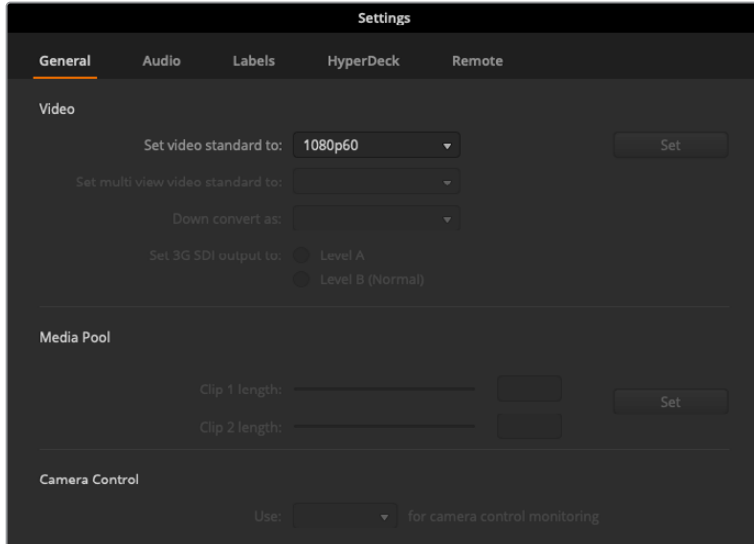 Settings
General Audio Labels HyperDeck Remote
Video
Set video standard to: 1080p60 Set
Set multi view video standard to:
Down convert as:
Set 3G SDI output to: Level A
Level B (Normal)
Media Pool
Clip 1 length:
Set
Clip 2 length:
Camera Control
Use: for camera control monitoring